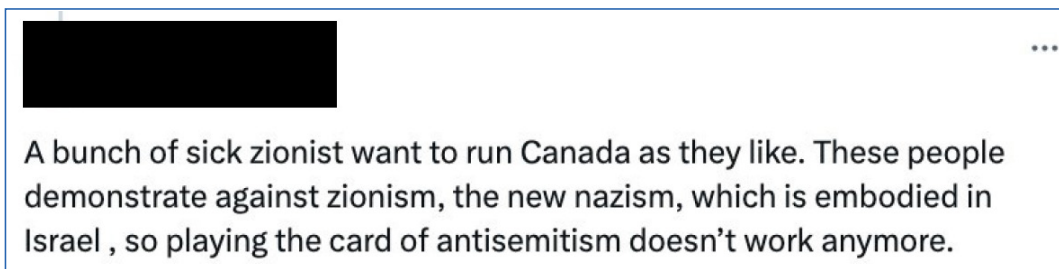 A bunch of sick zionist want to run Canada as they like. These people
demonstrate against zionism, the new nazism, which is embodied in
Israel , so playing the card of antisemitism doesn’t work anymore.